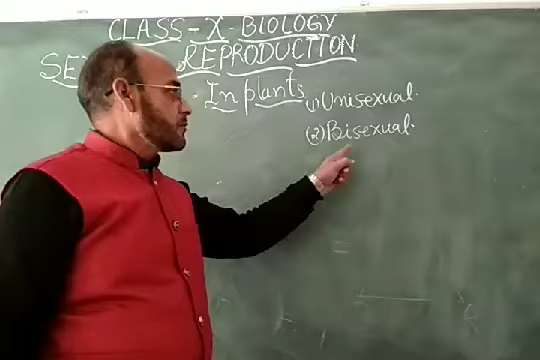 CLASS - X - BIOLOGY
REPRODUCTION
In plants
(1) Unisexual.
(2) Bisexual.